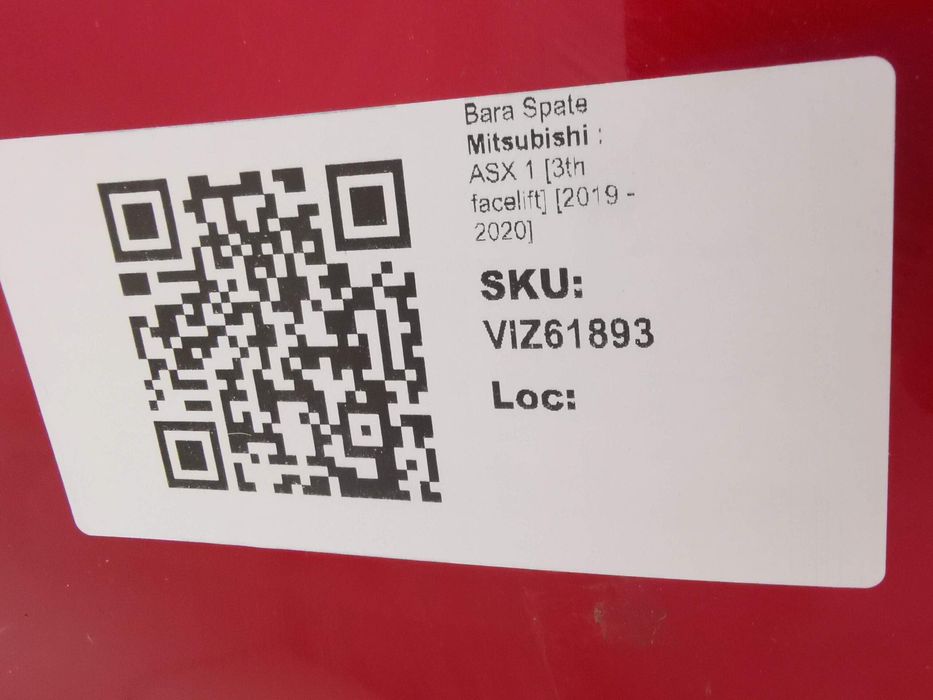 Bara Spate
Mitsubishi :
ASX 1 [3th
facelift] [2019 -
2020]
SKU:
VIZ61893
Loc: